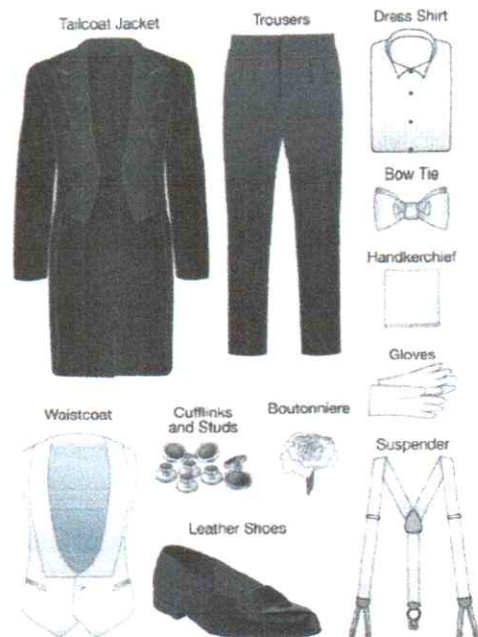 Tailcoat Jacket
Trousers
Dress Shirt
Bow Tie
Handkerchief
Gloves
Waistcoat
Cufflinks
and Studs
Boutonniere
Suspender
Leather Shoes